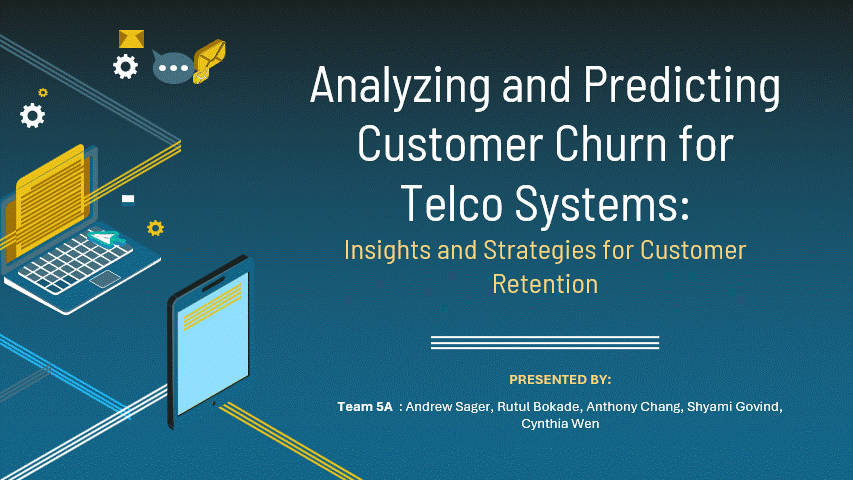 Analyzing and Predicting
Customer Churn for
Telco Systems:
Insights and Strategies for Customer
Retention
PRESENTED BY:
Team 5A : Andrew Sager, Rutul Bokade, Anthony Chang, Shyami Govind,
Cynthia Wen